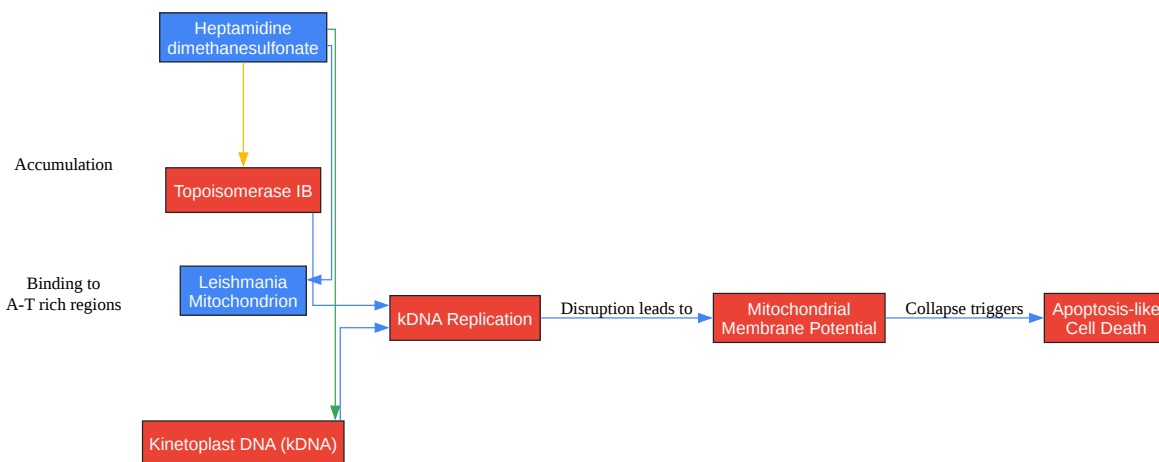 Heptamidine
dimethanesulfonate
Accumulation
Topoisomerase IB
Binding to
A-T rich regions
Leishmania
Mitochondrion
kDNA Replication
Disruption leads to
Mitochondrial
Membrane Potential
Collapse triggers
Apoptosis-like
Cell Death
Kinetoplast DNA (kDNA)